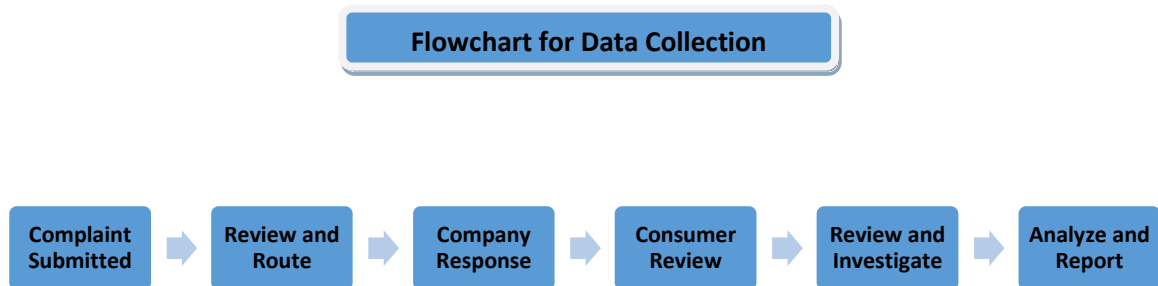 Flowchart for Data Collection
Complaint
Submitted
Review and
Route
Company
Response
Consumer
Review
Review and
Investigate
Analyze and
Report